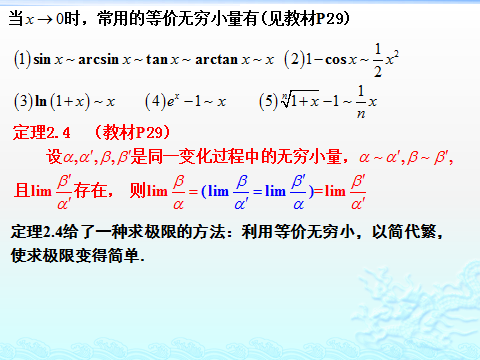 当x→0时，常用的等价无穷小量有(见教材P29)
(1)sin x ~ arcsin x ~ tan x ~ arctan x ~ x (2)1−cos x ~ 1/2 x²
(3)ln(1+x) ~ x (4)eˣ −1 ~ x (5)ⁿ√(1+x) −1 ~ 1/n x
定理2.4 （教材P29）
设α,α′,β,β′是同一变化过程中的无穷小量，α ~ α′,β ~ β′,
且lim β′/α′ 存在， 则lim β/α = (lim β/α′ = lim β′/α )=lim β′/α′
定理2.4给了一种求极限的方法：利用等价无穷小，以简代繁，
使求极限变得简单.